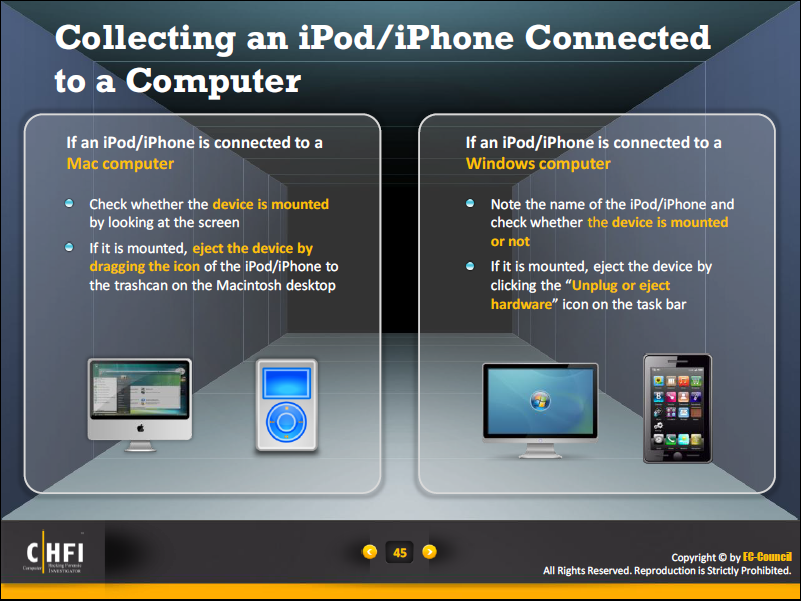 Collecting an iPod/iPhone Connected
to a Computer
If an iPod/iPhone is connected to a
Mac computer
Check whether the device is mounted
by looking at the screen
If it is mounted, eject the device by
dragging the icon of the iPod/iPhone to
the trashcan on the Macintosh desktop
If an iPod/iPhone is connected to a
Windows computer
Note the name of the iPod/iPhone and
check whether the device is mounted
or not
If it is mounted, eject the device by
clicking the “Unplug or eject
hardware” icon on the task bar
CHFI
Computer Hacking Forensic
INVESTIGATOR
45
Copyright © by EC-Council
All Rights Reserved. Reproduction is Strictly Prohibited.